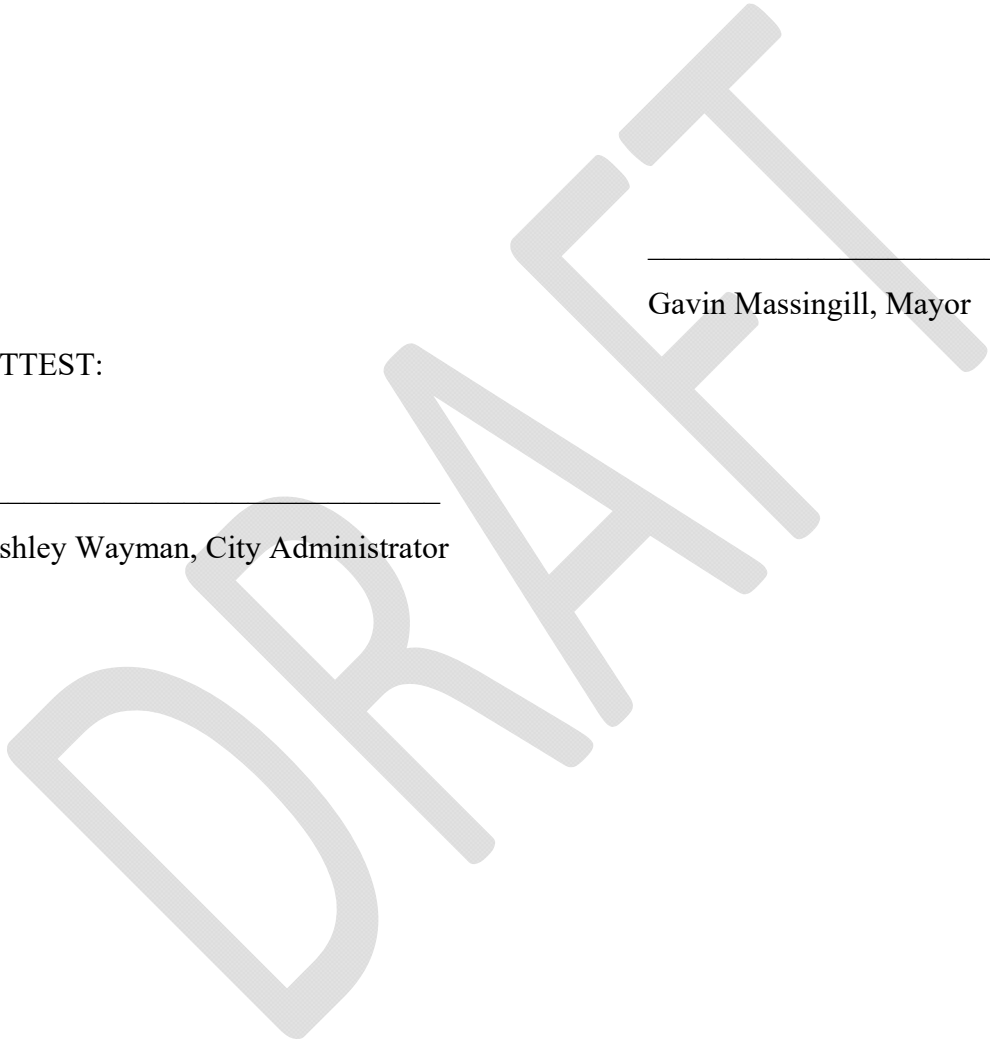 Gavin Massingill, Mayor
TTEST:
shley Wayman, City Administrator
DRAFT